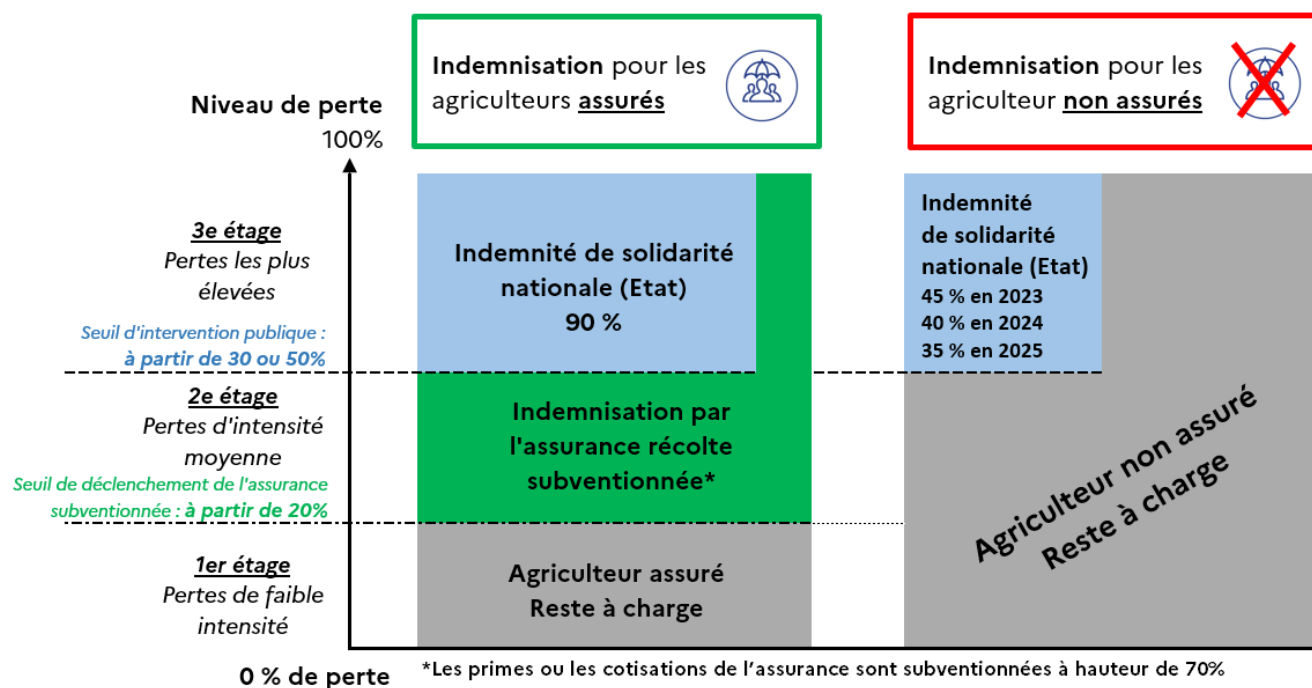 Indemnisation pour les
agriculteurs assurés
Indemnisation pour les
agriculteur non assurés
Niveau de perte
100%
3e étage
Pertes les plus
élevées
Seuil d'intervention publique :
à partir de 30 ou 50%
2e étage
Pertes d'intensité
moyenne
Seuil de déclenchement de l'assurance
subventionnée : à partir de 20%
1er étage
Pertes de faible
intensité
0 % de perte
Indemnité de solidarité
nationale (Etat)
90 %
Indemnisation par
l'assurance récolte
subventionnée*
Agriculteur assuré
Reste à charge
Indemnité
de solidarité
nationale (Etat)
45 % en 2023
40 % en 2024
35 % en 2025
Agriculteur non assuré
Reste à charge
*Les primes ou les cotisations de l’assurance sont subventionnées à hauteur de 70%